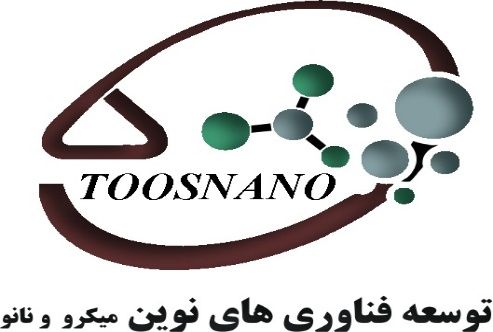 TOOSNANO
توسعه فناوری های نوین میکرو و نانو